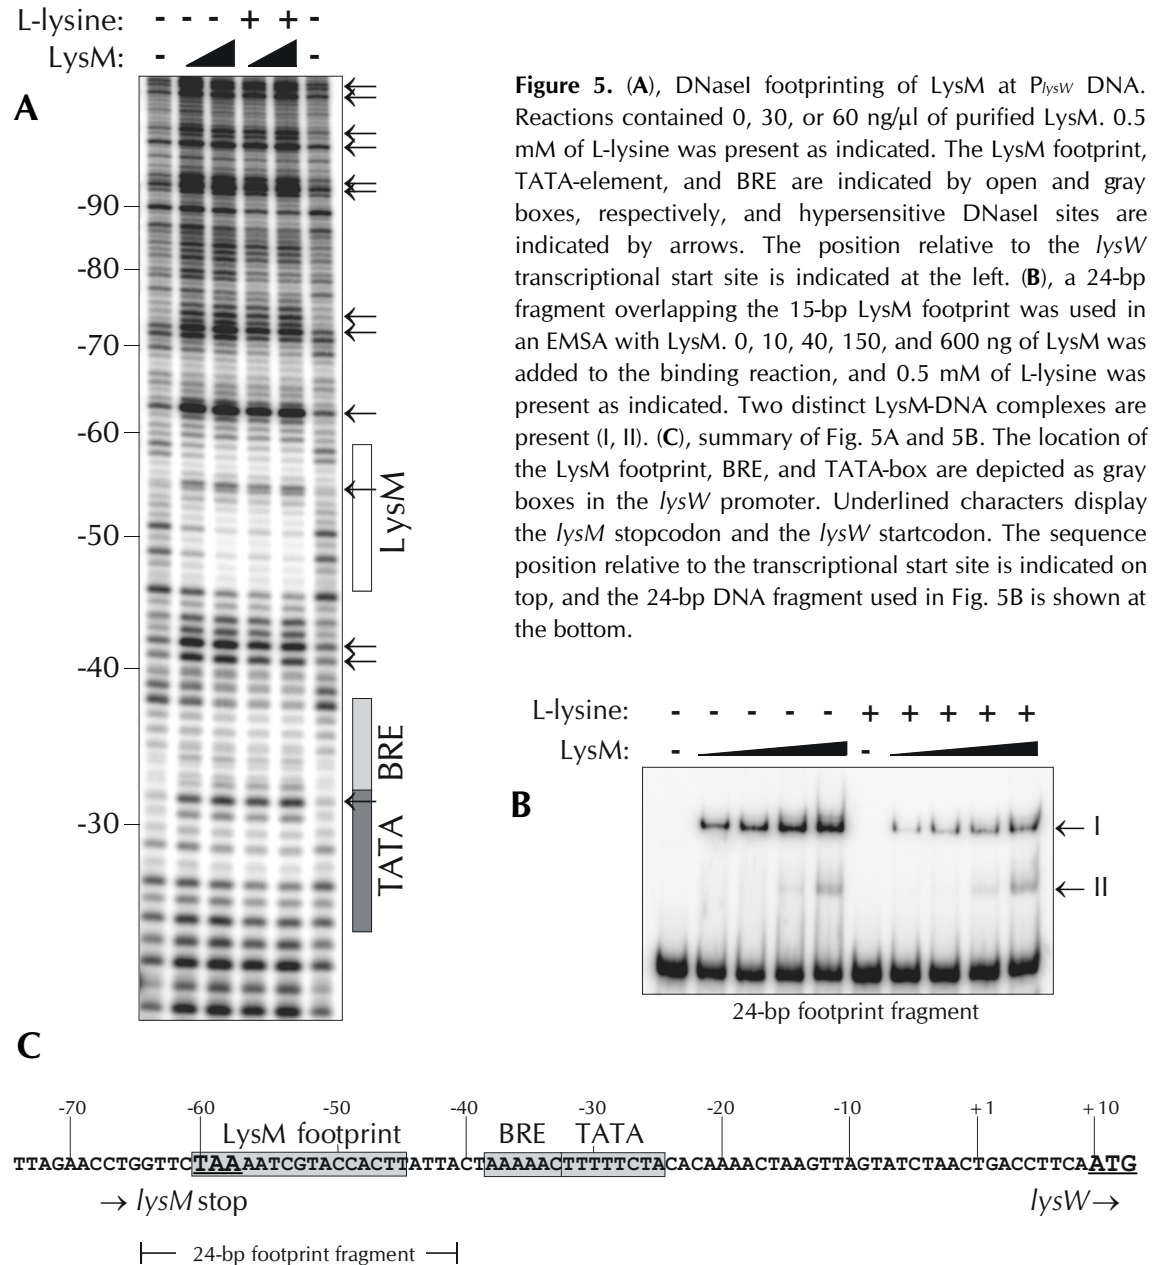 L-lysine: - - - + + -
LysM: - -
A
-90
-80
-70
-60
-50
-40
-30
LysM
BRE
TATA
Figure 5. (A), DNaseI footprinting of LysM at PlysW DNA.
Reactions contained 0, 30, or 60 ng/µl of purified LysM. 0.5
mM of L-lysine was present as indicated. The LysM footprint,
TATA-element, and BRE are indicated by open and gray
boxes, respectively, and hypersensitive DNaseI sites are
indicated by arrows. The position relative to the lysW
transcriptional start site is indicated at the left. (B), a 24-bp
fragment overlapping the 15-bp LysM footprint was used in
an EMSA with LysM. 0, 10, 40, 150, and 600 ng of LysM was
added to the binding reaction, and 0.5 mM of L-lysine was
present as indicated. Two distinct LysM-DNA complexes are
present (I, II). (C), summary of Fig. 5A and 5B. The location of
the LysM footprint, BRE, and TATA-box are depicted as gray
boxes in the lysW promoter. Underlined characters display
the lysM stopcodon and the lysW startcodon. The sequence
position relative to the transcriptional start site is indicated on
top, and the 24-bp DNA fragment used in Fig. 5B is shown at
the bottom.
L-lysine: - - - - - + + + + +
LysM: - -
B
← I
← II
24-bp footprint fragment
C
-70 -60 -50 -40 -30 -20 -10 +1 +10
LysM footprint BRE TATA
TTAGAACCTGGTTCTAAAATCGTACCACTTATTACTAAAAACTTTTTCTACACAAAACTAAGTTAGTATCTAACTGACCTTCAATG
→ lysM stop lysW →
24-bp footprint fragment